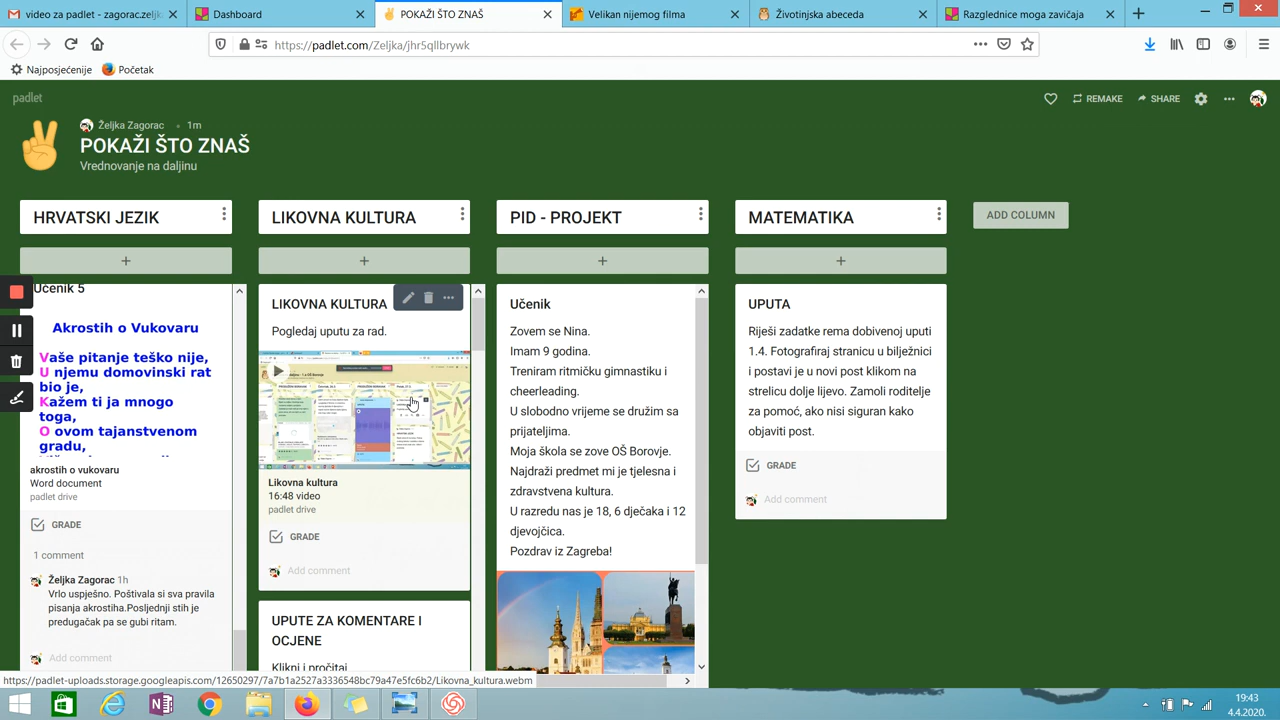 video za padlet - zagorac.zeljk
Dashboard
POKAŽI ŠTO ZNAŠ
Velikan nijemog filma
Životinjska abeceda
Razglednice moga zavičaja
https://padlet.com/Zeljka/jhr5qllbrywk
Najposjećenije
Početak
padlet
REMAKE
SHARE
Željka Zagorac • 1m
POKAŽI ŠTO ZNAŠ
Vrednovanje na daljinu
HRVATSKI JEZIK
LIKOVNA KULTURA
PID - PROJEKT
MATEMATIKA
ADD COLUMN
Učenik 5
Akrostih o Vukovaru
Vaše pitanje teško nije,
U njemu domovinski rat
bio je,
Kažem ti ja mnogo
toga,
O ovom tajanstvenom
gradu,
akrostih o vukovaru
Word document
padlet drive
GRADE
1 comment
Željka Zagorac 1h
Vrlo uspješno. Poštivala si sva pravila
pisanja akrostiha.Posljednji stih je
predugačak pa se gubi ritam.
Add comment
LIKOVNA KULTURA
Pogledaj uputu za rad.
Likovna kultura
16:48 video
padlet drive
GRADE
Add comment
UPUTE ZA KOMENTARE I
OCJENE
Klikni i pročitaj
Učenik
Zovem se Nina.
Imam 9 godina.
Treniram ritmičku gimnastiku i
cheerleading.
U slobodno vrijeme se družim sa
prijateljima.
Moja škola se zove OŠ Borovje.
Najdraži predmet mi je tjelesna i
zdravstvena kultura.
U razredu nas je 18, 6 dječaka i 12
djevojčica.
Pozdrav iz Zagreba!
UPUTA
Riješi zadatke rema dobivenoj uputi
1.4. Fotografiraj stranicu u bilježnici
i postavi je u novi post klikom na
strelicu dolje lijevo. Zamoli roditelje
za pomoć, ako nisi siguran kako
objaviti post.
GRADE
Add comment
https://padlet-uploads.storage.googleapis.com/12650297/7a7b1a2527a3336548bc79a47e5fc6b2/Likovna_kultura.webm
19:43
4.4.2020.